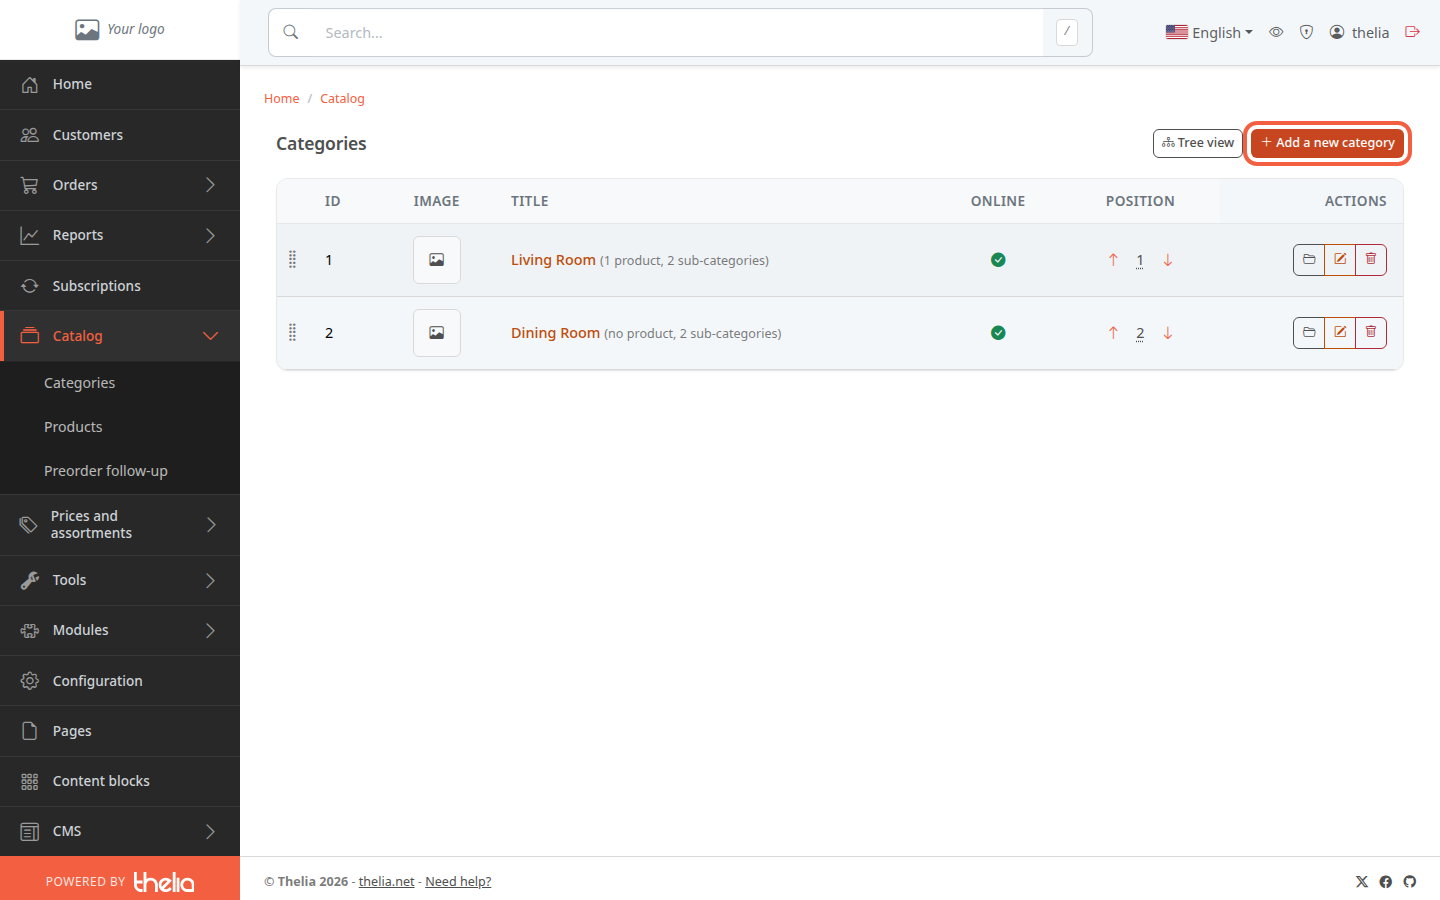 Your logo
Search...
/
English
thelia
Home
Customers
Orders
Reports
Subscriptions
Catalog
Categories
Products
Preorder follow-up
Prices and
assortments
Tools
Modules
Configuration
Pages
Content blocks
CMS
POWERED BY thelia
Home / Catalog
Categories
Tree view
+ Add a new category
ID IMAGE TITLE ONLINE POSITION ACTIONS
1 Living Room (1 product, 2 sub-categories) 1
2 Dining Room (no product, 2 sub-categories) 2
© Thelia 2026 - thelia.net - Need help?